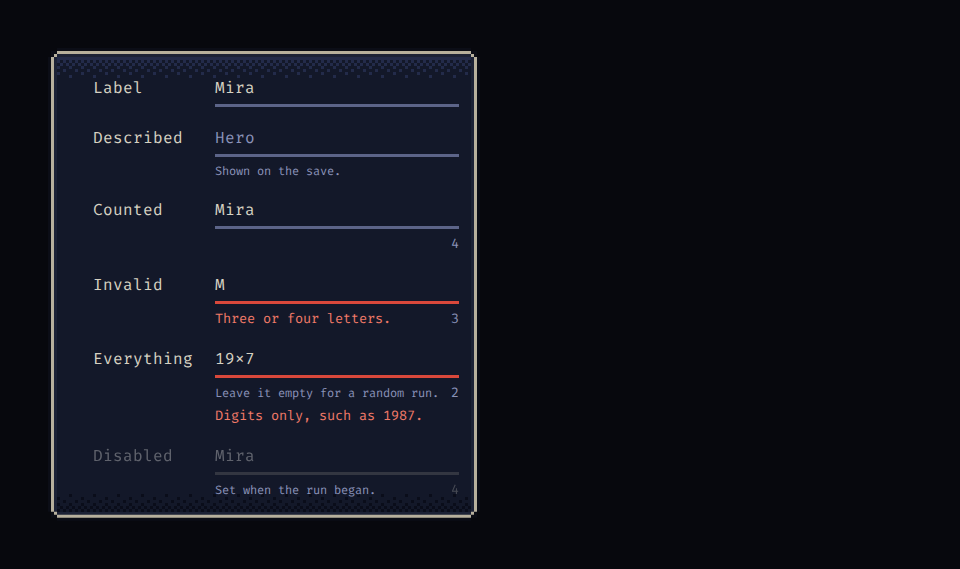 Label Mira
Described Hero
Shown on the save.
Counted Mira
4
Invalid M
Three or four letters. 3
Everything 19×7
Leave it empty for a random run. 2
Digits only, such as 1987.
Disabled Mira
Set when the run began. 4